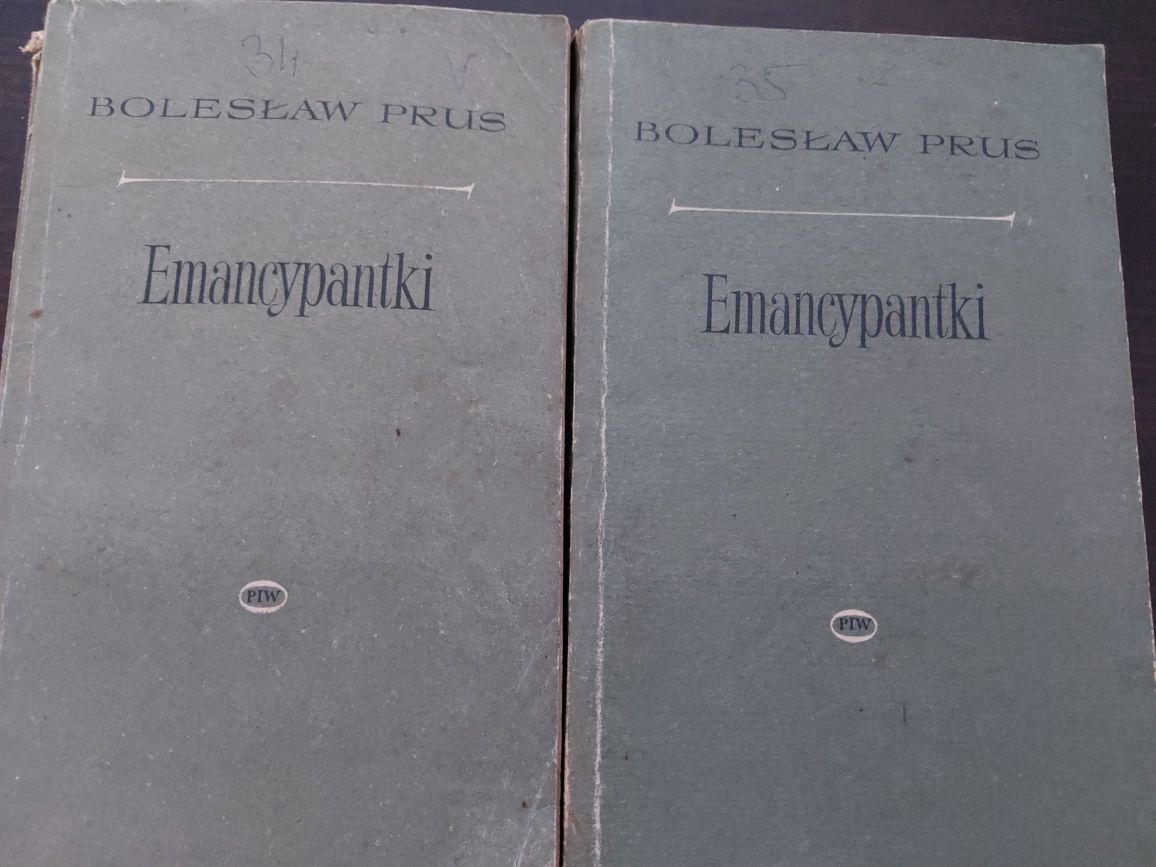 34 V
BOLESŁAW PRUS
Emancypantki
PIW
35
BOLESŁAW PRUS
Emancypantki
PIW